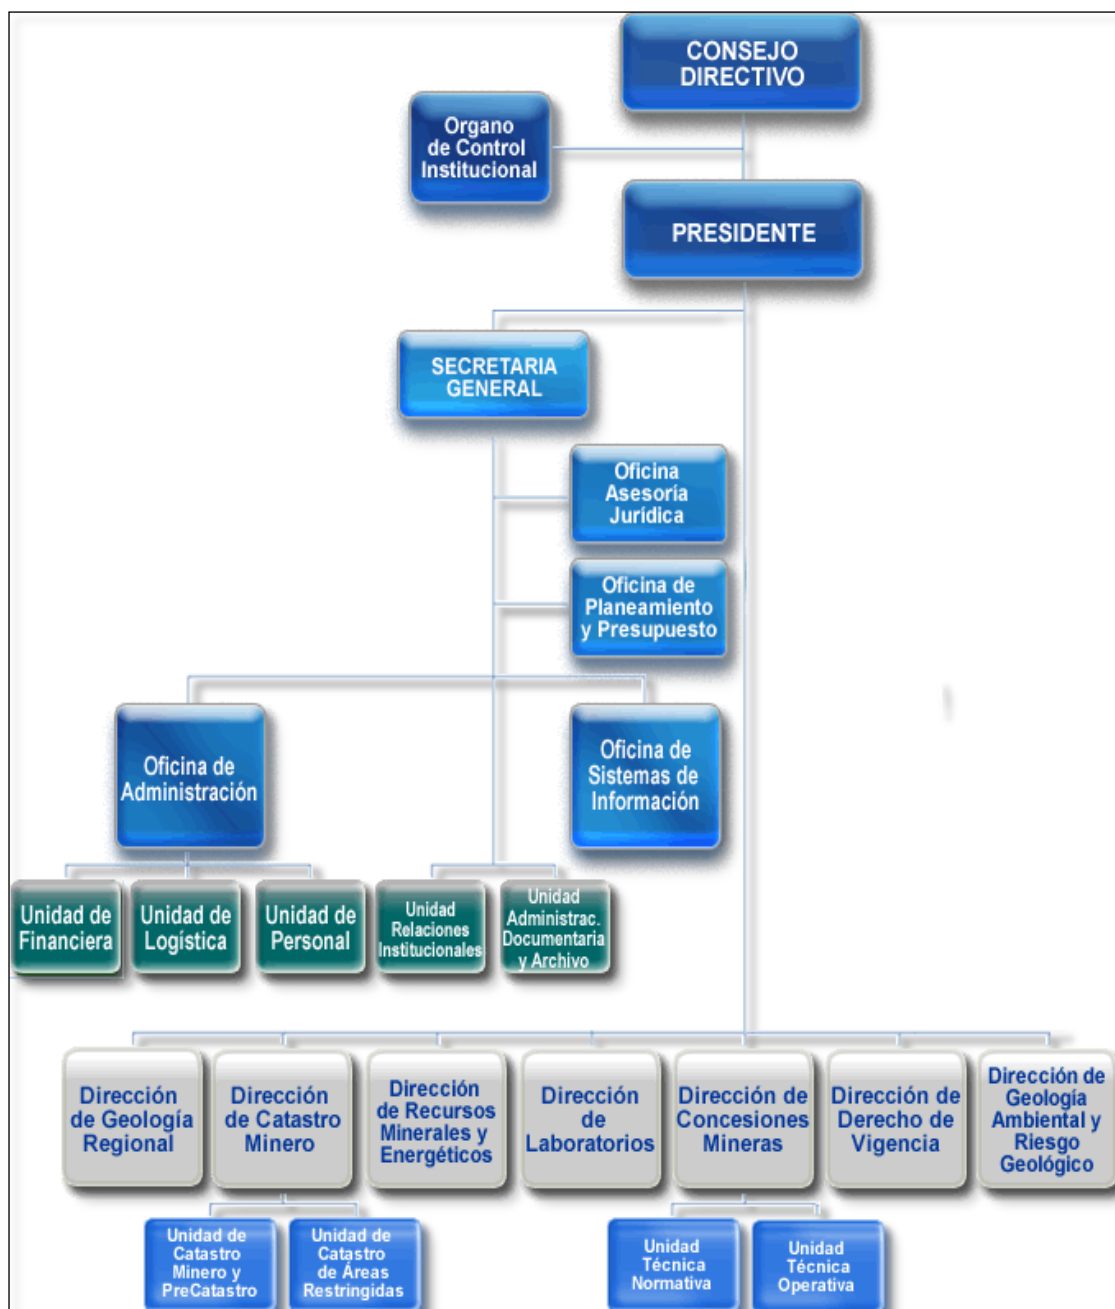 CONSEJO
DIRECTIVO
Organo
de Control
Institucional
PRESIDENTE
SECRETARIA
GENERAL
Oficina
Asesoría
Jurídica
Oficina de
Planeamiento
y Presupuesto
Oficina de
Administración
Oficina de
Sistemas de
Información
Unidad de
Financiera
Unidad de
Logística
Unidad de
Personal
Unidad
Relaciones
Institucionales
Unidad
Administrac.
Documentaria
y Archivo
Dirección
de Geología
Regional
Dirección
de Catastro
Minero
Dirección
de Recursos
Minerales y
Energéticos
Dirección
de
Laboratorios
Dirección de
Concesiones
Mineras
Dirección de
Derecho de
Vigencia
Dirección de
Geología
Ambiental y
Riesgo
Geológico
Unidad de
Catastro
Minero y
PreCatastro
Unidad de
Catastro
de Áreas
Restringidas
Unidad
Técnica
Normativa
Unidad
Técnica
Operativa